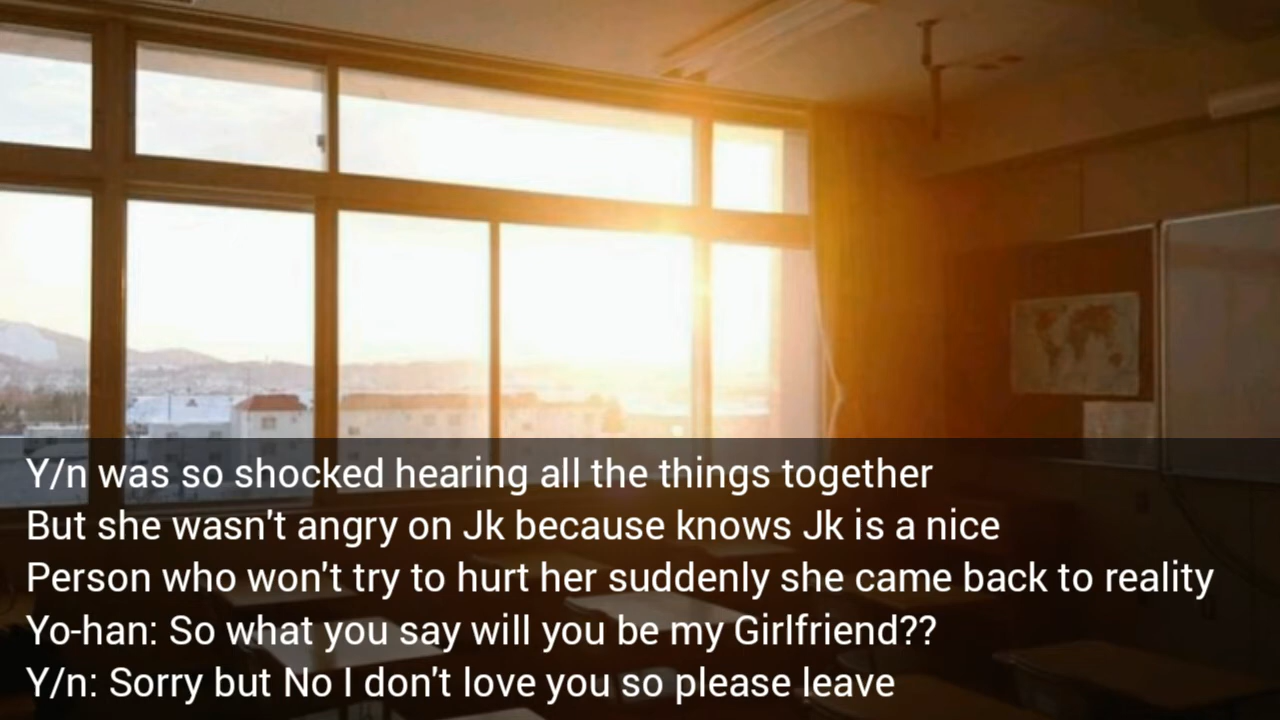 Y/n was so shocked hearing all the things together
But she wasn't angry on Jk because knows Jk is a nice
Person who won't try to hurt her suddenly she came back to reality
Yo-han: So what you say will you be my Girlfriend??
Y/n: Sorry but No I don't love you so please leave